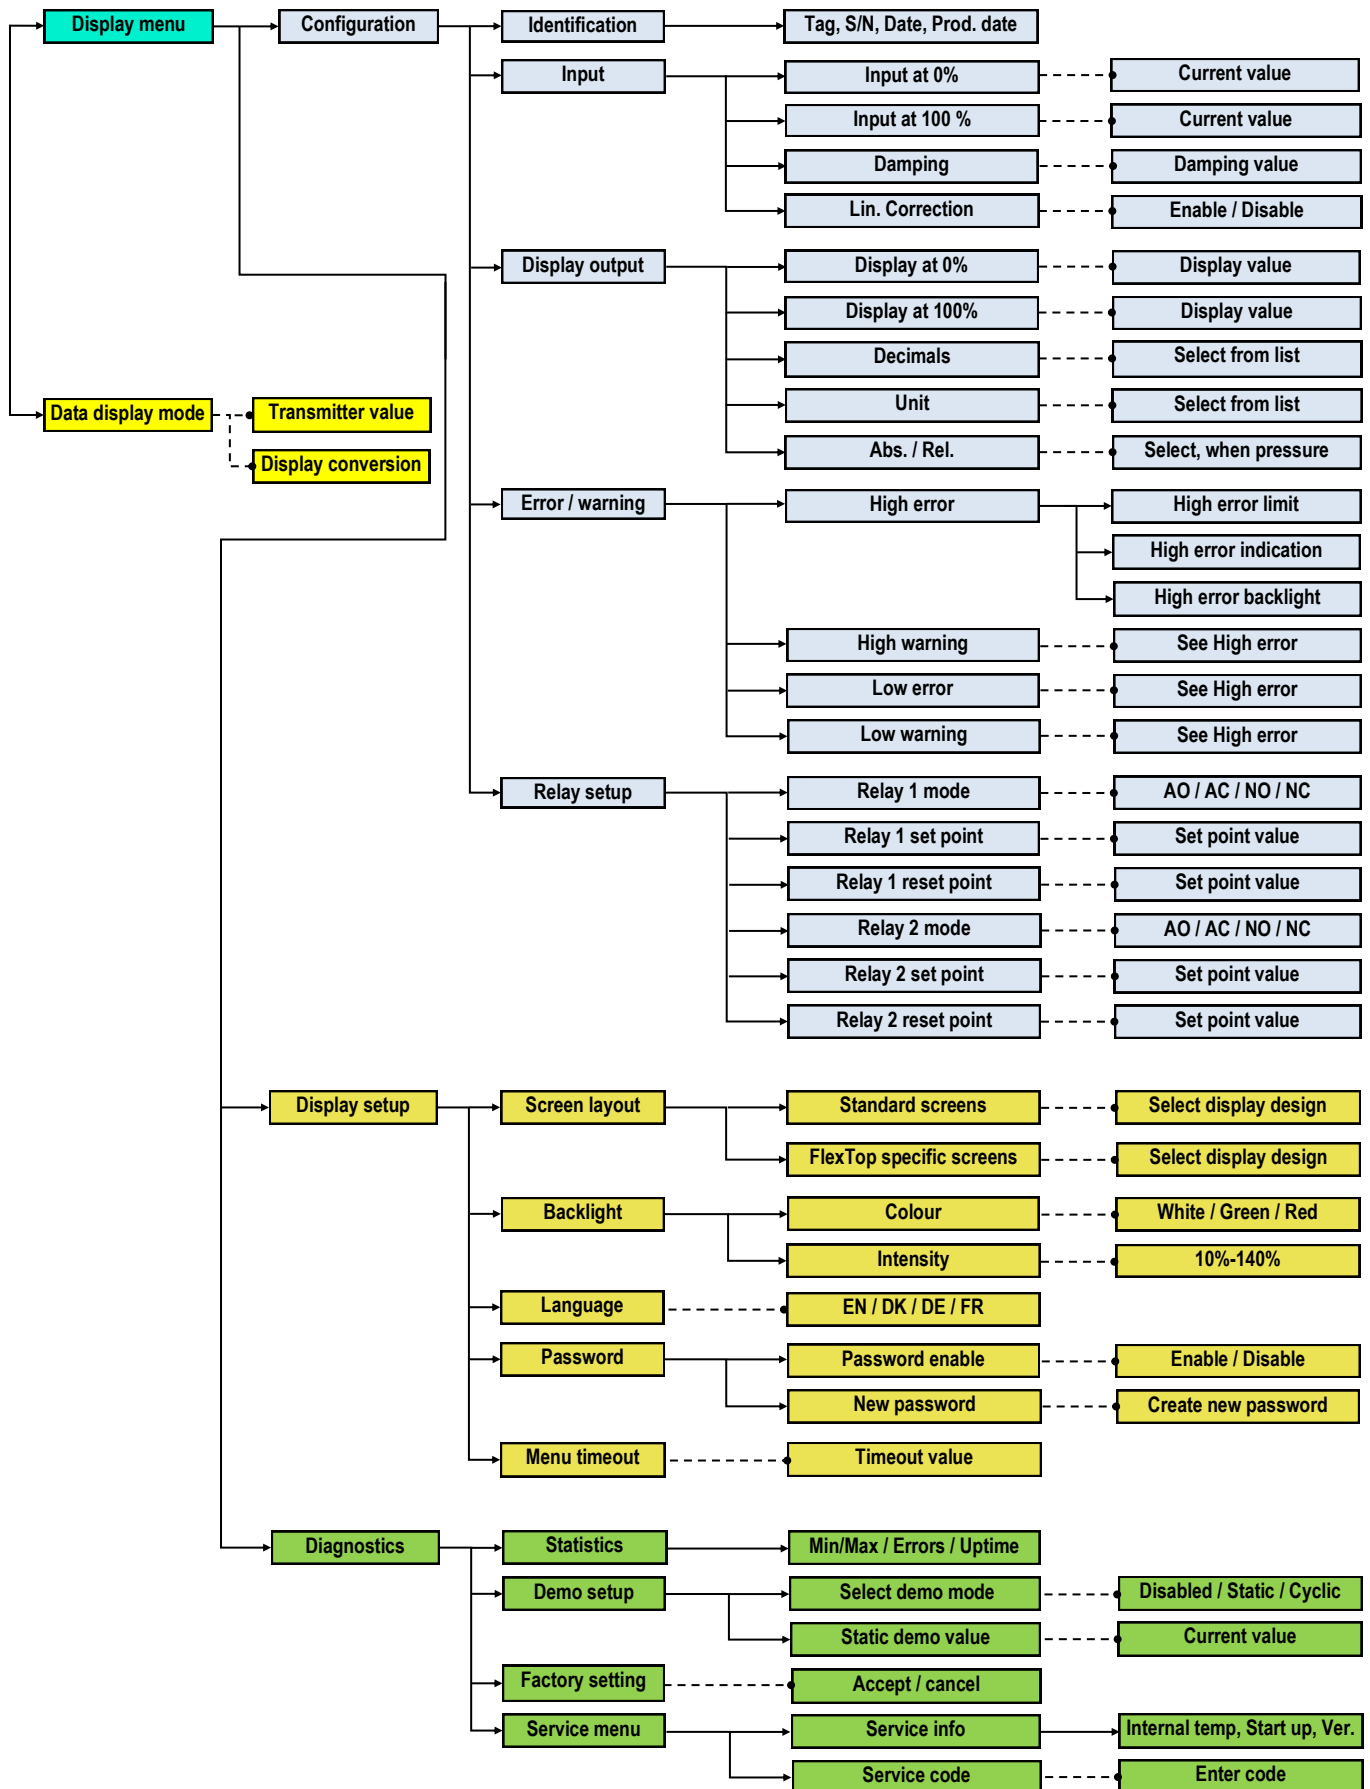 Display menu
Configuration
Identification
Tag, S/N, Date, Prod. date
Input
Input at 0%
Current value
Input at 100 %
Current value
Damping
Damping value
Lin. Correction
Enable / Disable
Display output
Display at 0%
Display value
Display at 100%
Display value
Decimals
Select from list
Data display mode
Transmitter value
Unit
Select from list
Display conversion
Abs. / Rel.
Select, when pressure
Error / warning
High error
High error limit
High error indication
High error backlight
High warning
See High error
Low error
See High error
Low warning
See High error
Relay setup
Relay 1 mode
AO / AC / NO / NC
Relay 1 set point
Set point value
Relay 1 reset point
Set point value
Relay 2 mode
AO / AC / NO / NC
Relay 2 set point
Set point value
Relay 2 reset point
Set point value
Display setup
Screen layout
Standard screens
Select display design
FlexTop specific screens
Select display design
Backlight
Colour
White / Green / Red
Intensity
10%-140%
Language
EN / DK / DE / FR
Password
Password enable
Enable / Disable
New password
Create new password
Menu timeout
Timeout value
Diagnostics
Statistics
Min/Max / Errors / Uptime
Demo setup
Select demo mode
Disabled / Static / Cyclic
Static demo value
Current value
Factory setting
Accept / cancel
Service menu
Service info
Internal temp, Start up, Ver.
Service code
Enter code